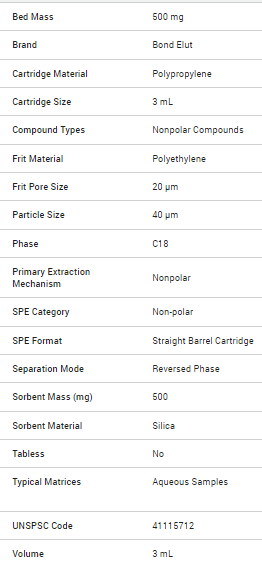 Bed Mass 500 mg
Brand Bond Elut
Cartridge Material Polypropylene
Cartridge Size 3 mL
Compound Types Nonpolar Compounds
Frit Material Polyethylene
Frit Pore Size 20 µm
Particle Size 40 µm
Phase C18
Primary Extraction
Mechanism Nonpolar
SPE Category Non-polar
SPE Format Straight Barrel Cartridge
Separation Mode Reversed Phase
Sorbent Mass (mg) 500
Sorbent Material Silica
Tabless No
Typical Matrices Aqueous Samples
UNSPSC Code 41115712
Volume 3 mL